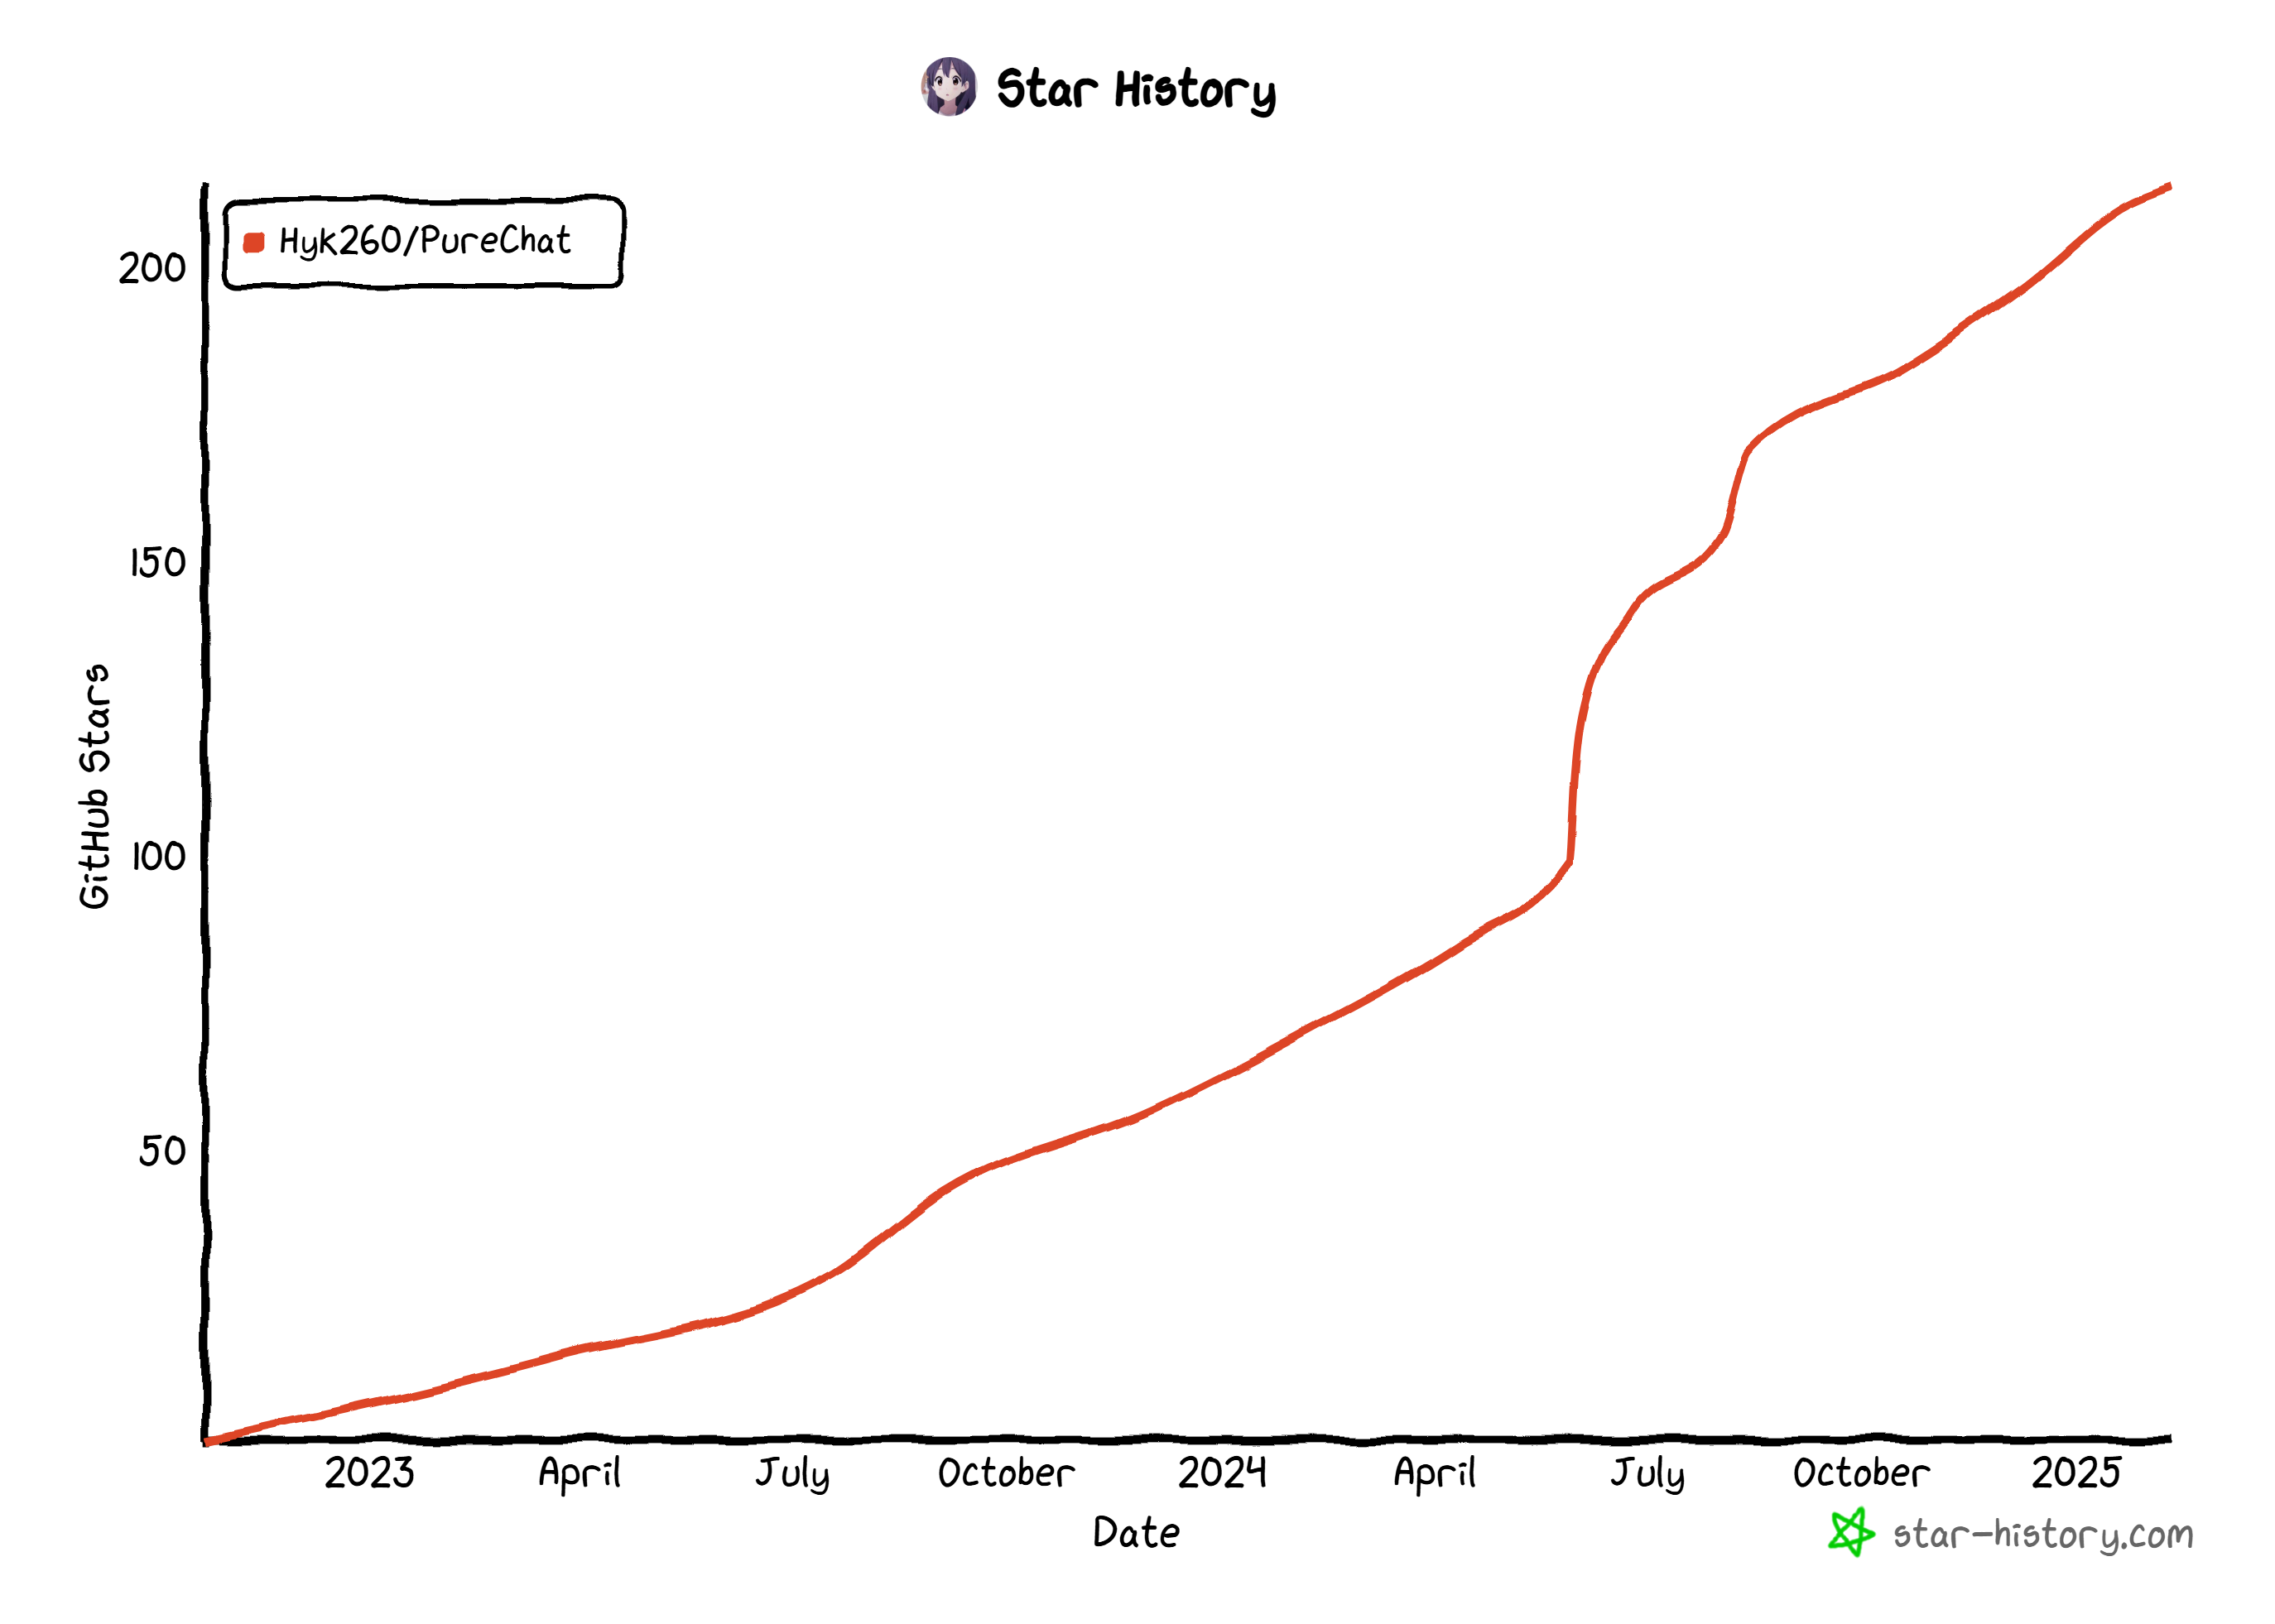 Star History
Hyk260/PureChat
200
150
100
50
GitHub Stars
2023 April July October 2024 April July October 2025
Date
star-history.com